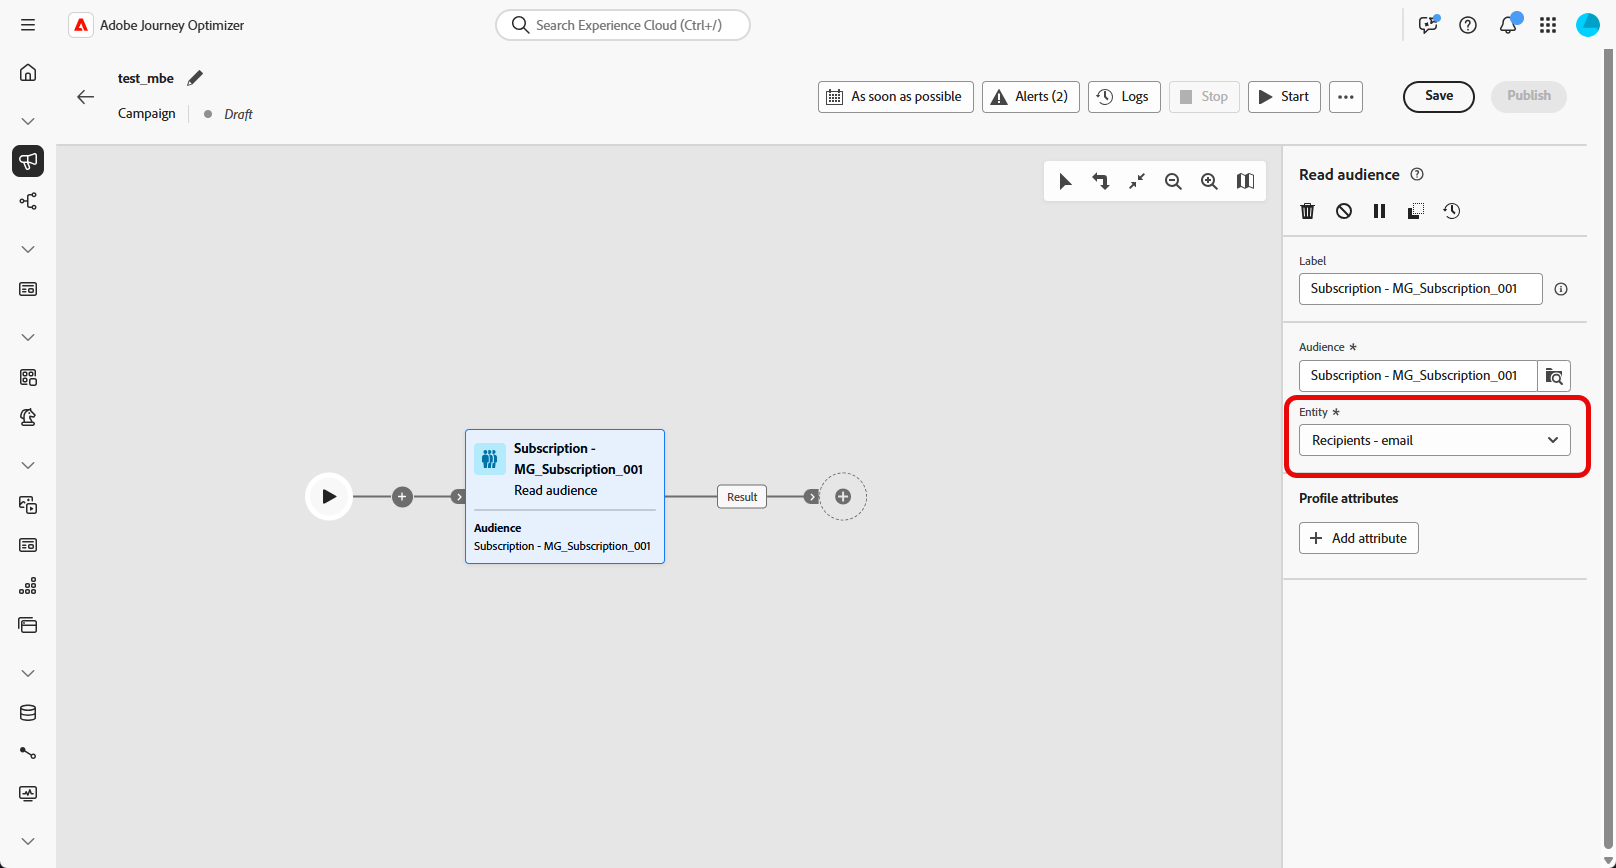 Adobe Journey Optimizer
Search Experience Cloud (Ctrl+/)
test_mbe
Campaign
Draft
As soon as possible
Alerts (2)
Logs
Stop
Start
Save
Publish
Read audience
Label
Subscription - MG_Subscription_001
Audience *
Subscription - MG_Subscription_001
Entity *
Recipients - email
Profile attributes
Add attribute
Subscription -
MG_Subscription_001
Read audience
Audience
Subscription - MG_Subscription_001
Result